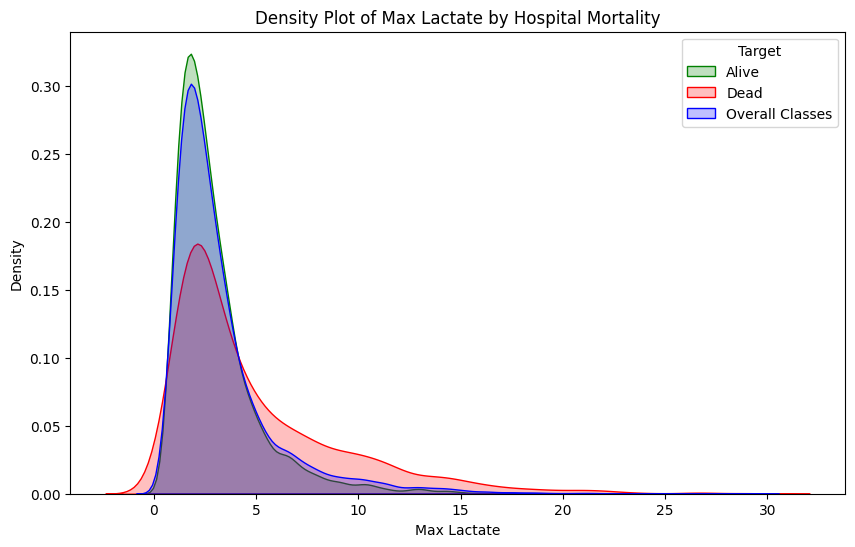 Density Plot of Max Lactate by Hospital Mortality
Target
Alive
Dead
Overall Classes
Density
0.30
0.25
0.20
0.15
0.10
0.05
0.00
0
5
10
15
20
25
30
Max Lactate